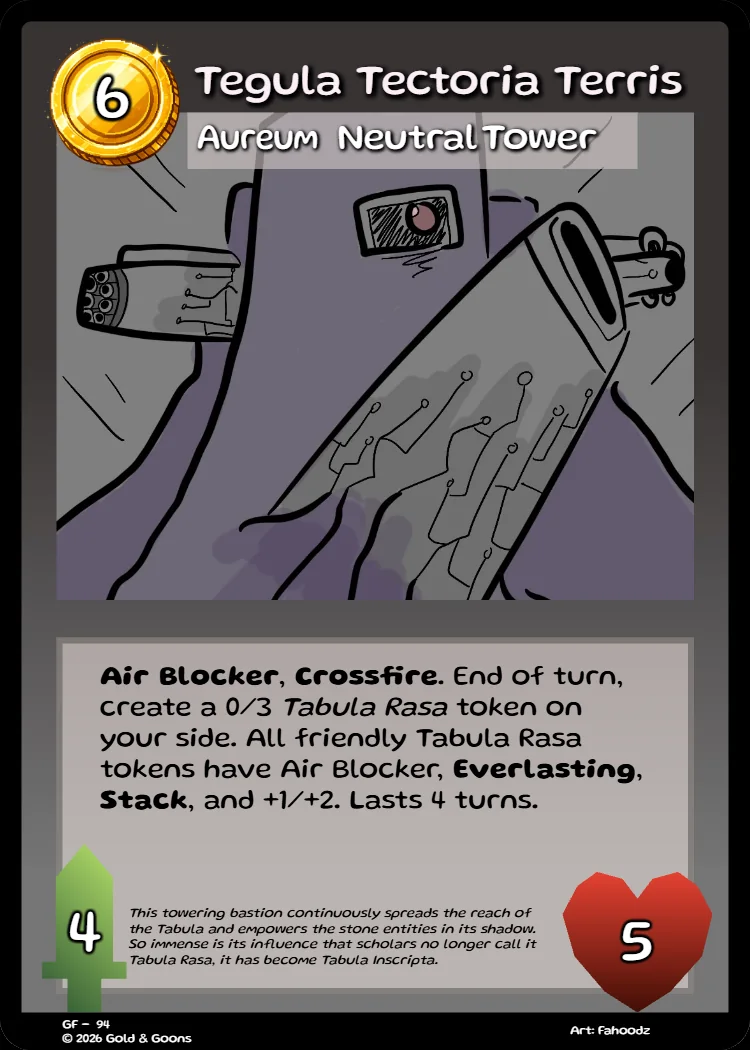 6
Tegula Tectoria Terris
Aureum Neutral Tower
Air Blocker, Crossfire. End of turn,
create a 0/3 Tabula Rasa token on
your side. All friendly Tabula Rasa
tokens have Air Blocker, Everlasting,
Stack, and +1/+2. Lasts 4 turns.
4
This towering bastion continuously spreads the reach of
the Tabula and empowers the stone entities in its shadow.
So immense is its influence that scholars no longer call it
Tabula Rasa, it has become Tabula Inscripta.
5
GF - 94
© 2026 Gold & Goons
Art: Fahoodz